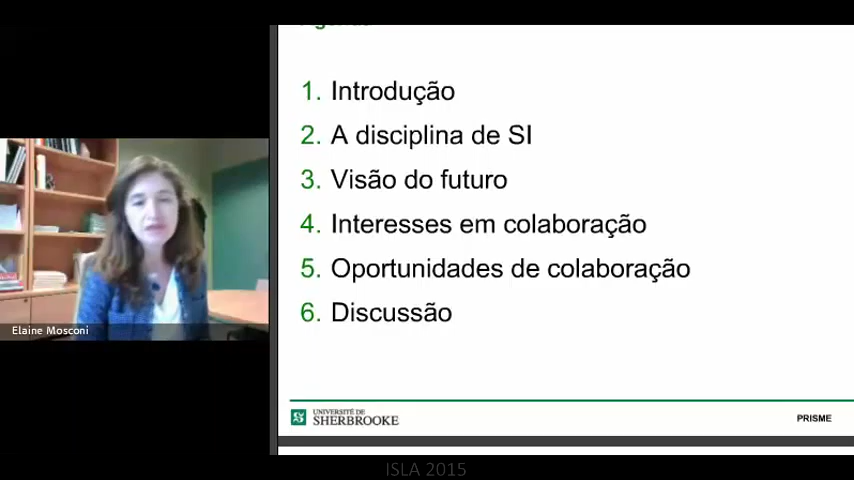 1. Introdução
2. A disciplina de SI
3. Visão do futuro
4. Interesses em colaboração
5. Oportunidades de colaboração
6. Discussão
Elaine Mosconi
UNIVERSITÉ DE
SHERBROOKE
PRISME
ISLA 2015